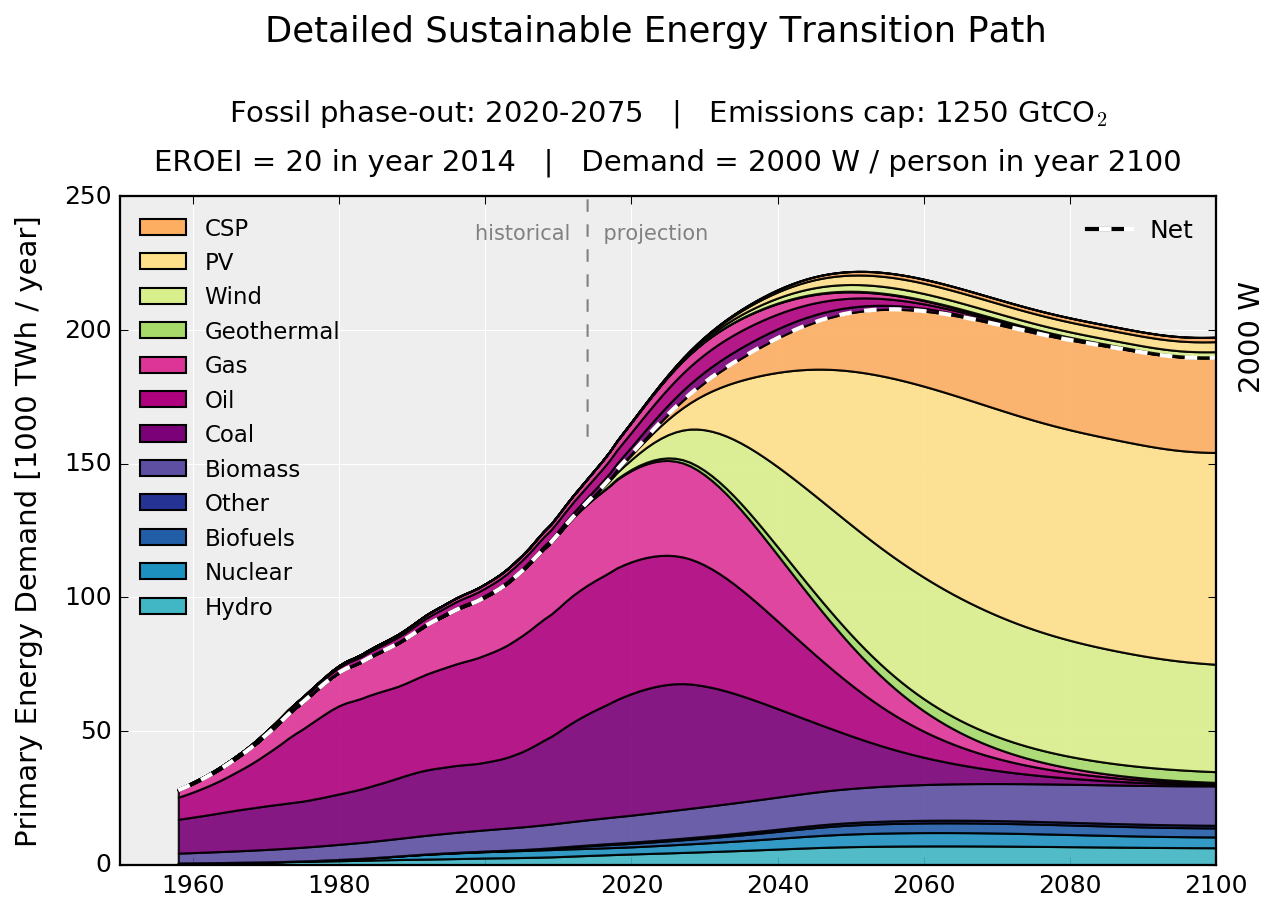 Detailed Sustainable Energy Transition Path
Fossil phase-out: 2020-2075 | Emissions cap: 1250 GtCO₂
EROEI = 20 in year 2014 | Demand = 2000 W / person in year 2100
Primary Energy Demand [1000 TWh / year]
250
200
150
100
50
0
CSP
PV
Wind
Geothermal
Gas
Oil
Coal
Biomass
Other
Biofuels
Nuclear
Hydro
historical
projection
Net
2000 W
1960
1980
2000
2020
2040
2060
2080
2100